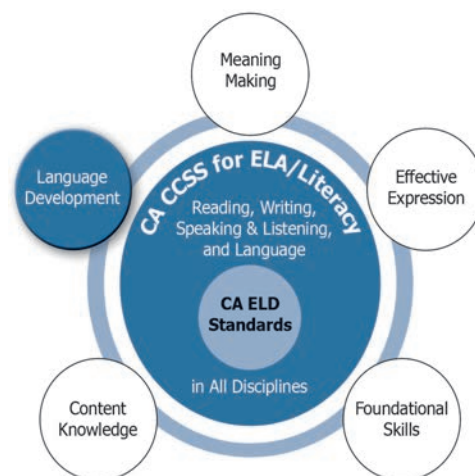 Meaning
Making
Language
Development
Effective
Expression
CA CCSS for ELA/Literacy
Reading, Writing,
Speaking & Listening,
and Language
CA ELD
Standards
in All Disciplines
Content
Knowledge
Foundational
Skills